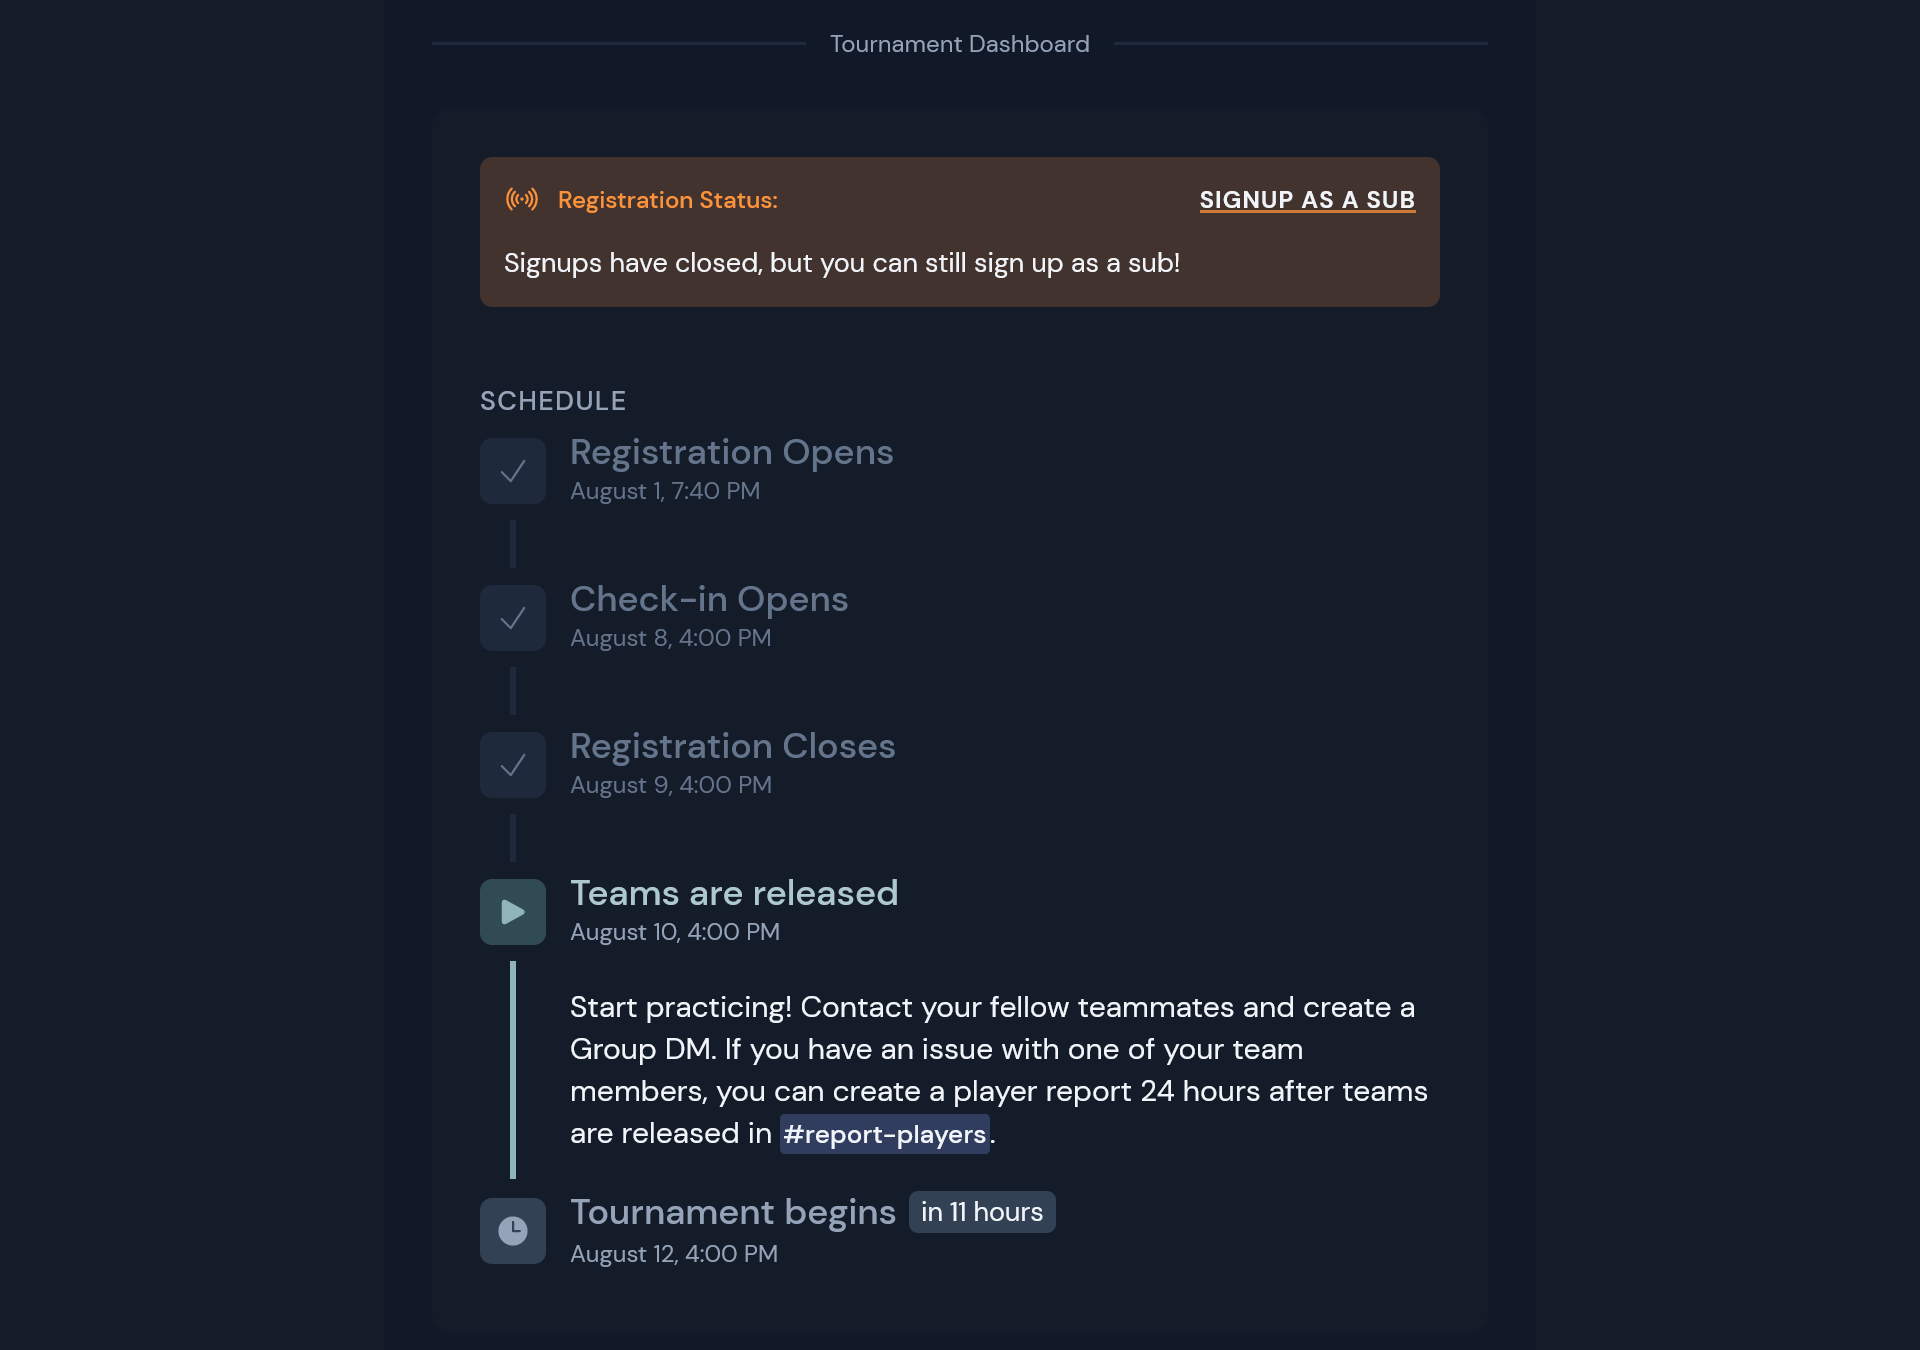 Tournament Dashboard
Registration Status:
SIGNUP AS A SUB
Signups have closed, but you can still sign up as a sub!
SCHEDULE
Registration Opens
August 1, 7:40 PM
Check-in Opens
August 8, 4:00 PM
Registration Closes
August 9, 4:00 PM
Teams are released
August 10, 4:00 PM
Start practicing! Contact your fellow teammates and create a
Group DM. If you have an issue with one of your team
members, you can create a player report 24 hours after teams
are released in #report-players.
Tournament begins in 11 hours
August 12, 4:00 PM